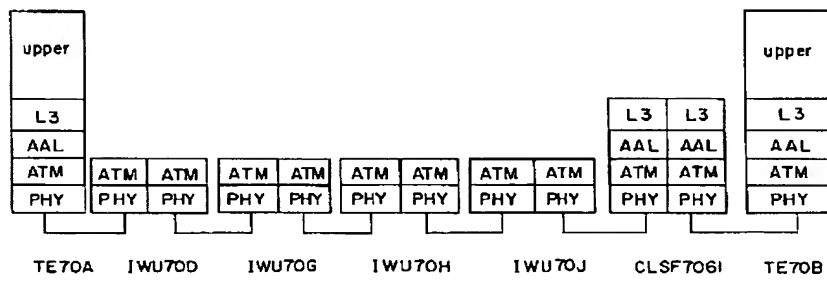 upper upper
L3 L3 L3 L3
AAL AAL AAL AAL
ATM ATM ATM ATM ATM ATM ATM ATM ATM ATM ATM ATM
PHY PHY PHY PHY PHY PHY PHY PHY PHY PHY PHY PHY
TE70A IWU70D IWU70G IWU70H IWU70J CLSF7061 TE70B